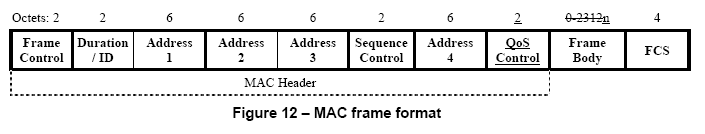 Octets: 2 2 6 6 6 2 6 2 0-2312n 4
Frame Control Duration / ID Address 1 Address 2 Address 3 Sequence Control Address 4 QoS Control Frame Body FCS
MAC Header
Figure 12 – MAC frame format